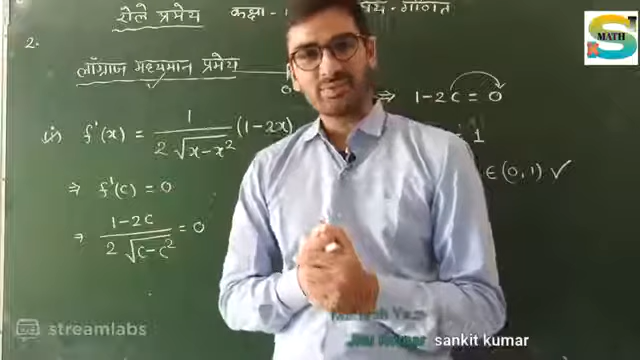 रोले प्रमेय कक्षा - गणित
2.
लाँग्राज मध्यमान प्रमेय
f'(x) = 1/(2√(x-x²)) (1-2x)
⇒ f'(c) = 0
⇒ (1-2c)/(2√(c-c²)) = 0
⇒ 1-2c = 0
1
∈ (0,1) ✓
MATH
streamlabs
sankit kumar